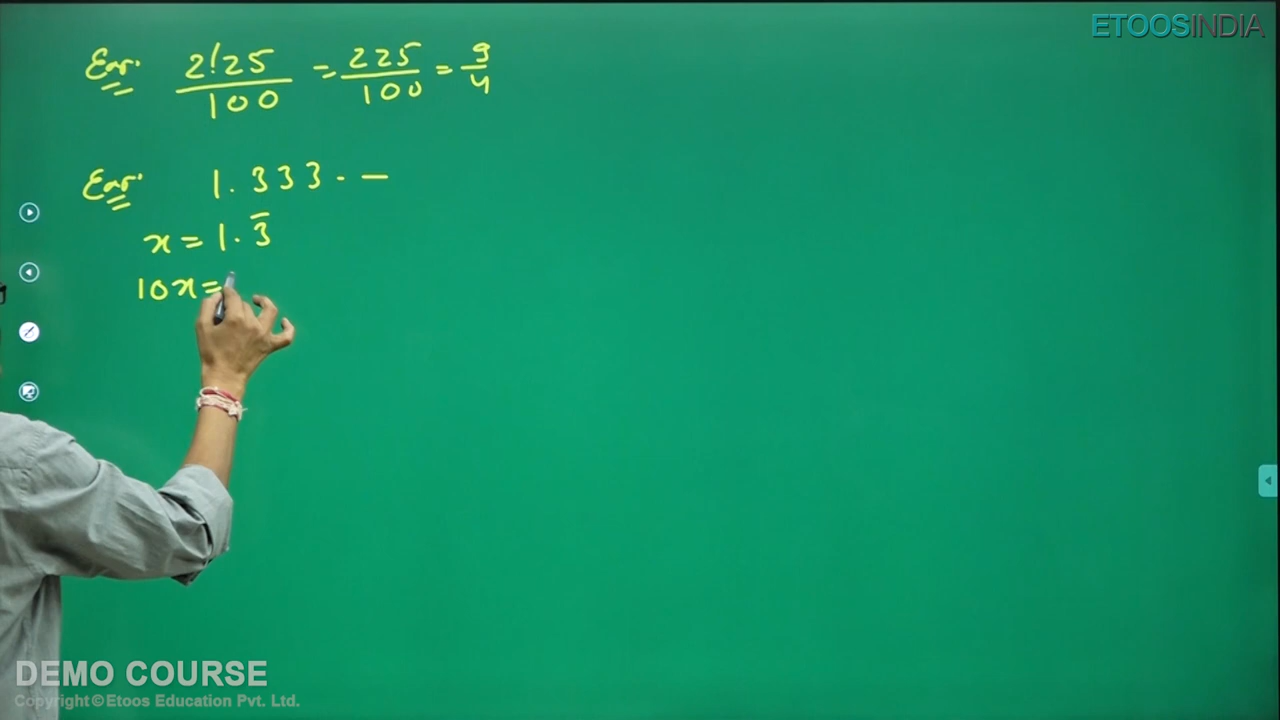 ETOOSINDIA
Ex: 2.25/100 = 225/100 = 9/4
Ex: 1.333.—
x = 1.3̅
10x =
DEMO COURSE
Copyright © Etoos Education Pvt. Ltd.